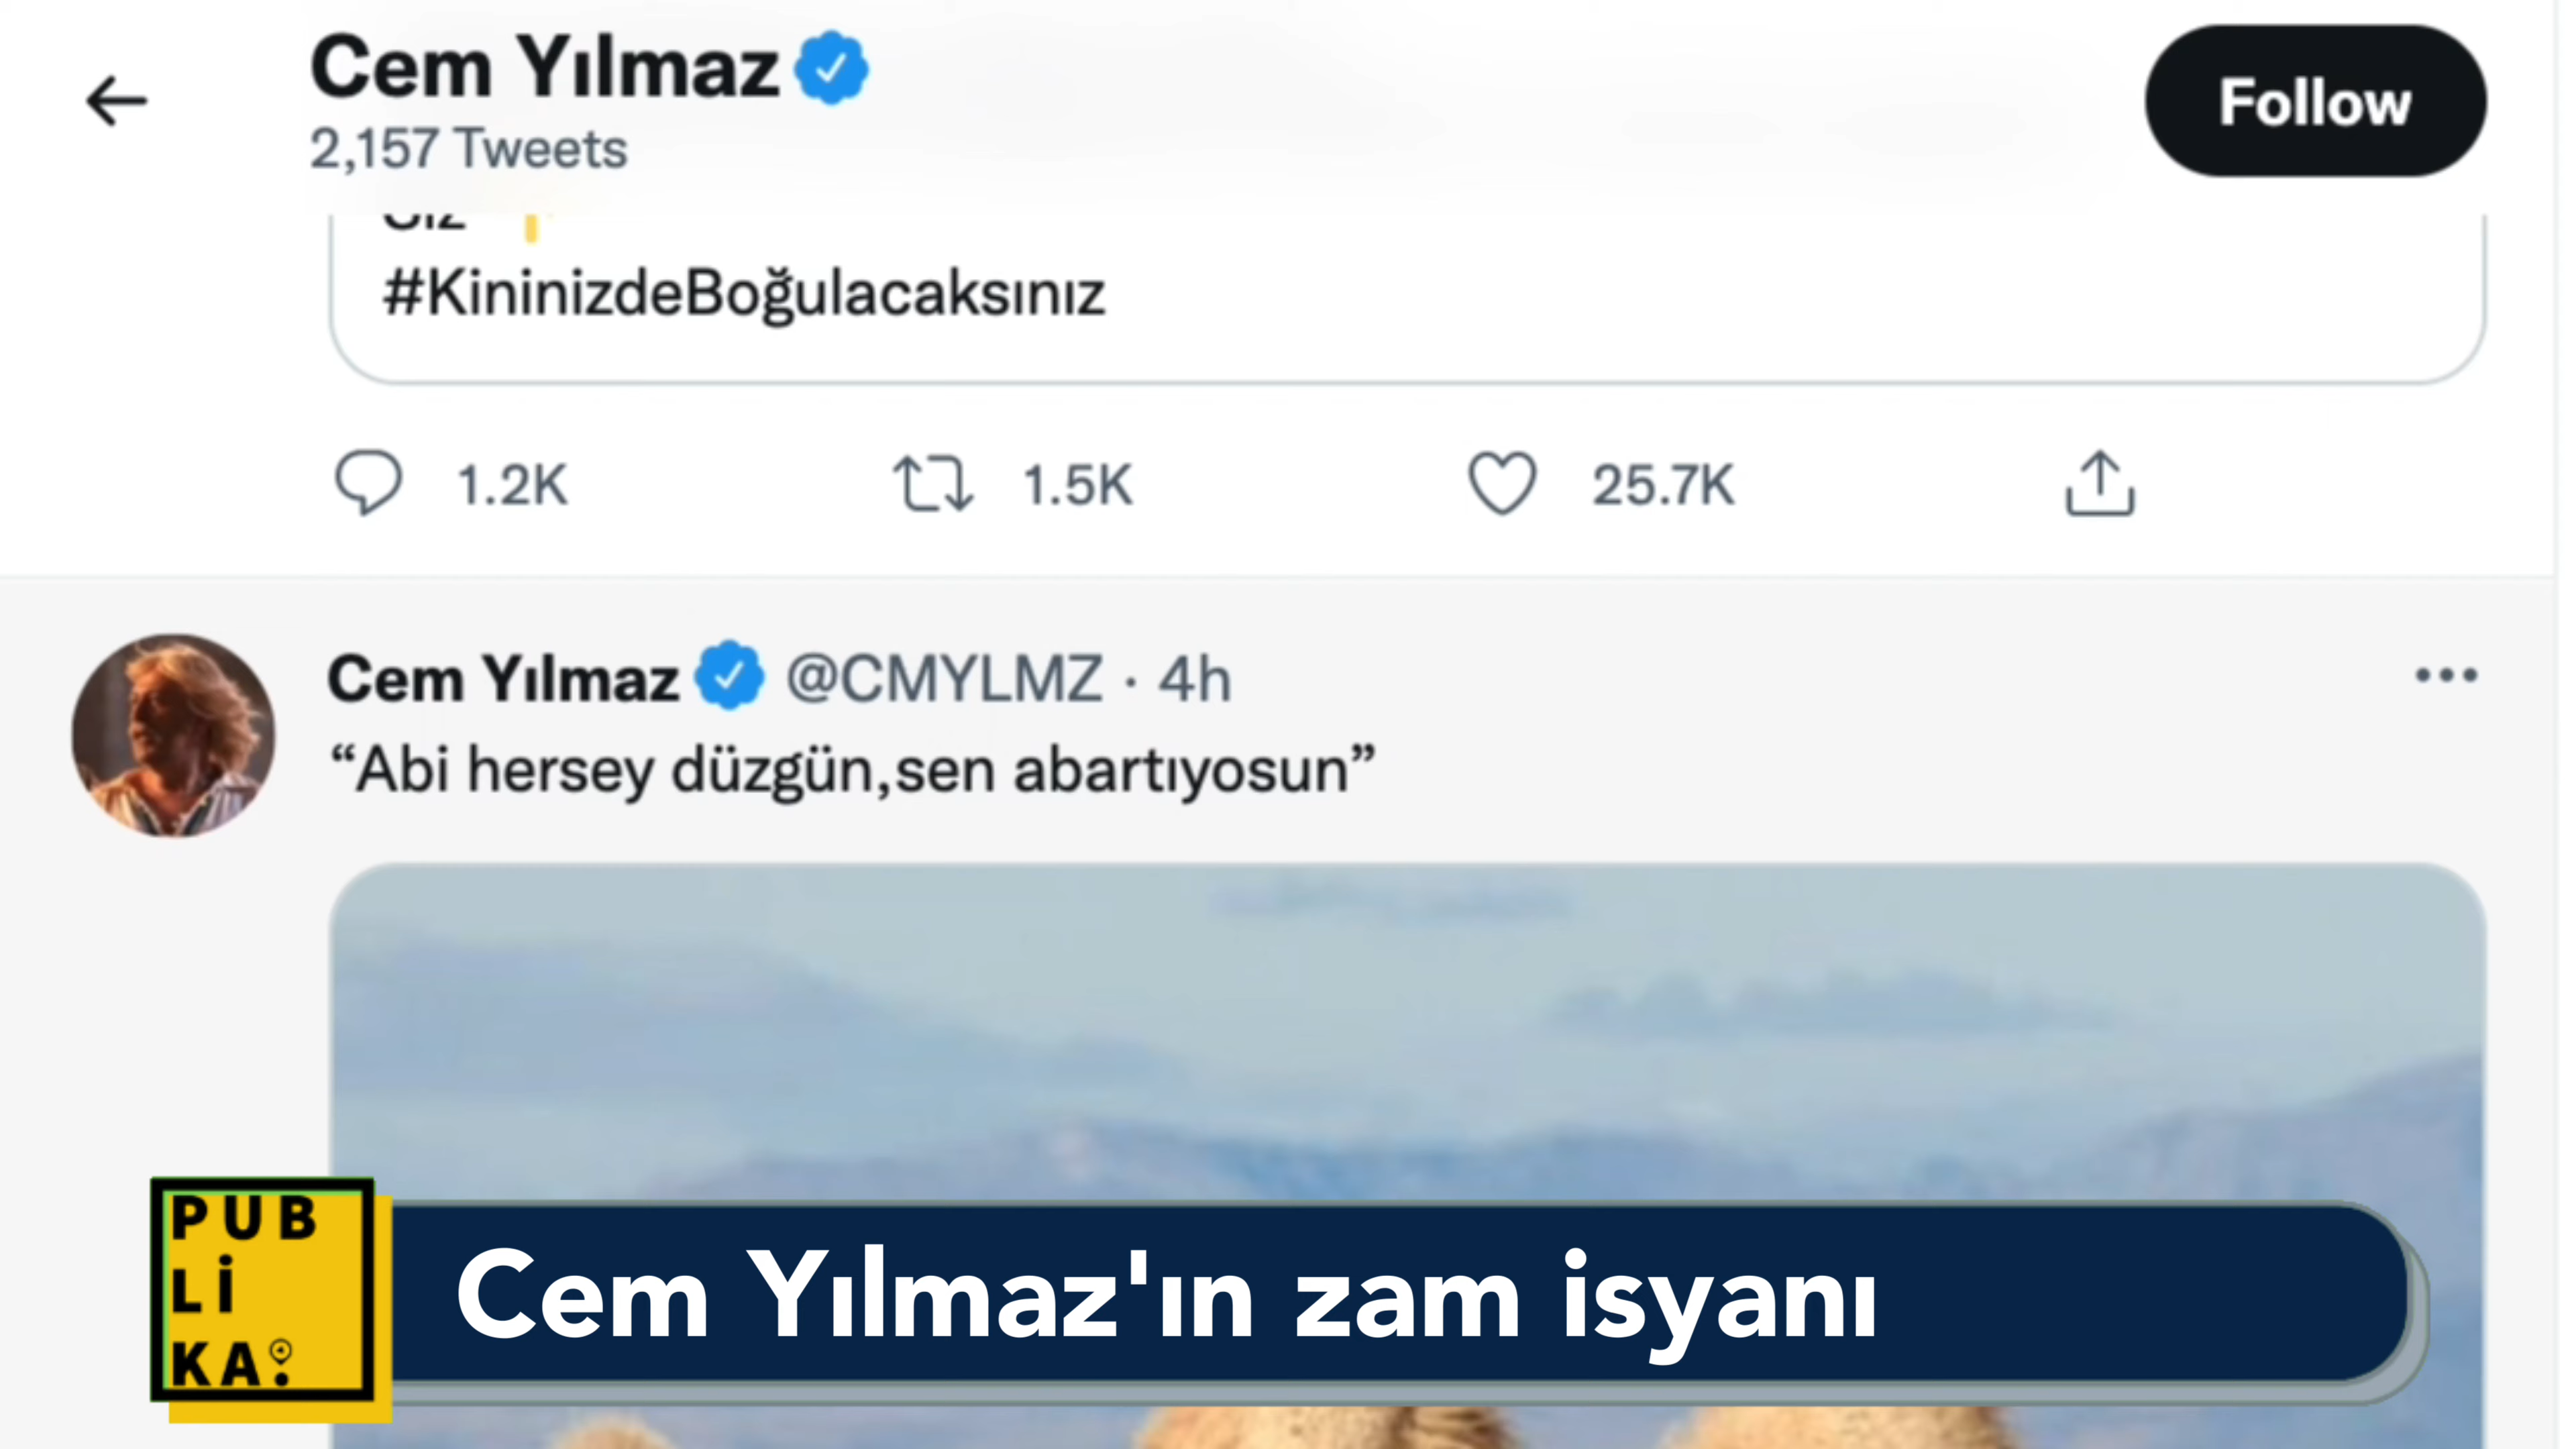 Cem Yılmaz
2,157 Tweets
Follow
#KininizdeBoğulacaksınız
1.2K 1.5K 25.7K
Cem Yılmaz @CMYLMZ · 4h
“Abi hersey düzgün,sen abartıyosun”
PUB
Lİ
KA
Cem Yılmaz'ın zam isyanı